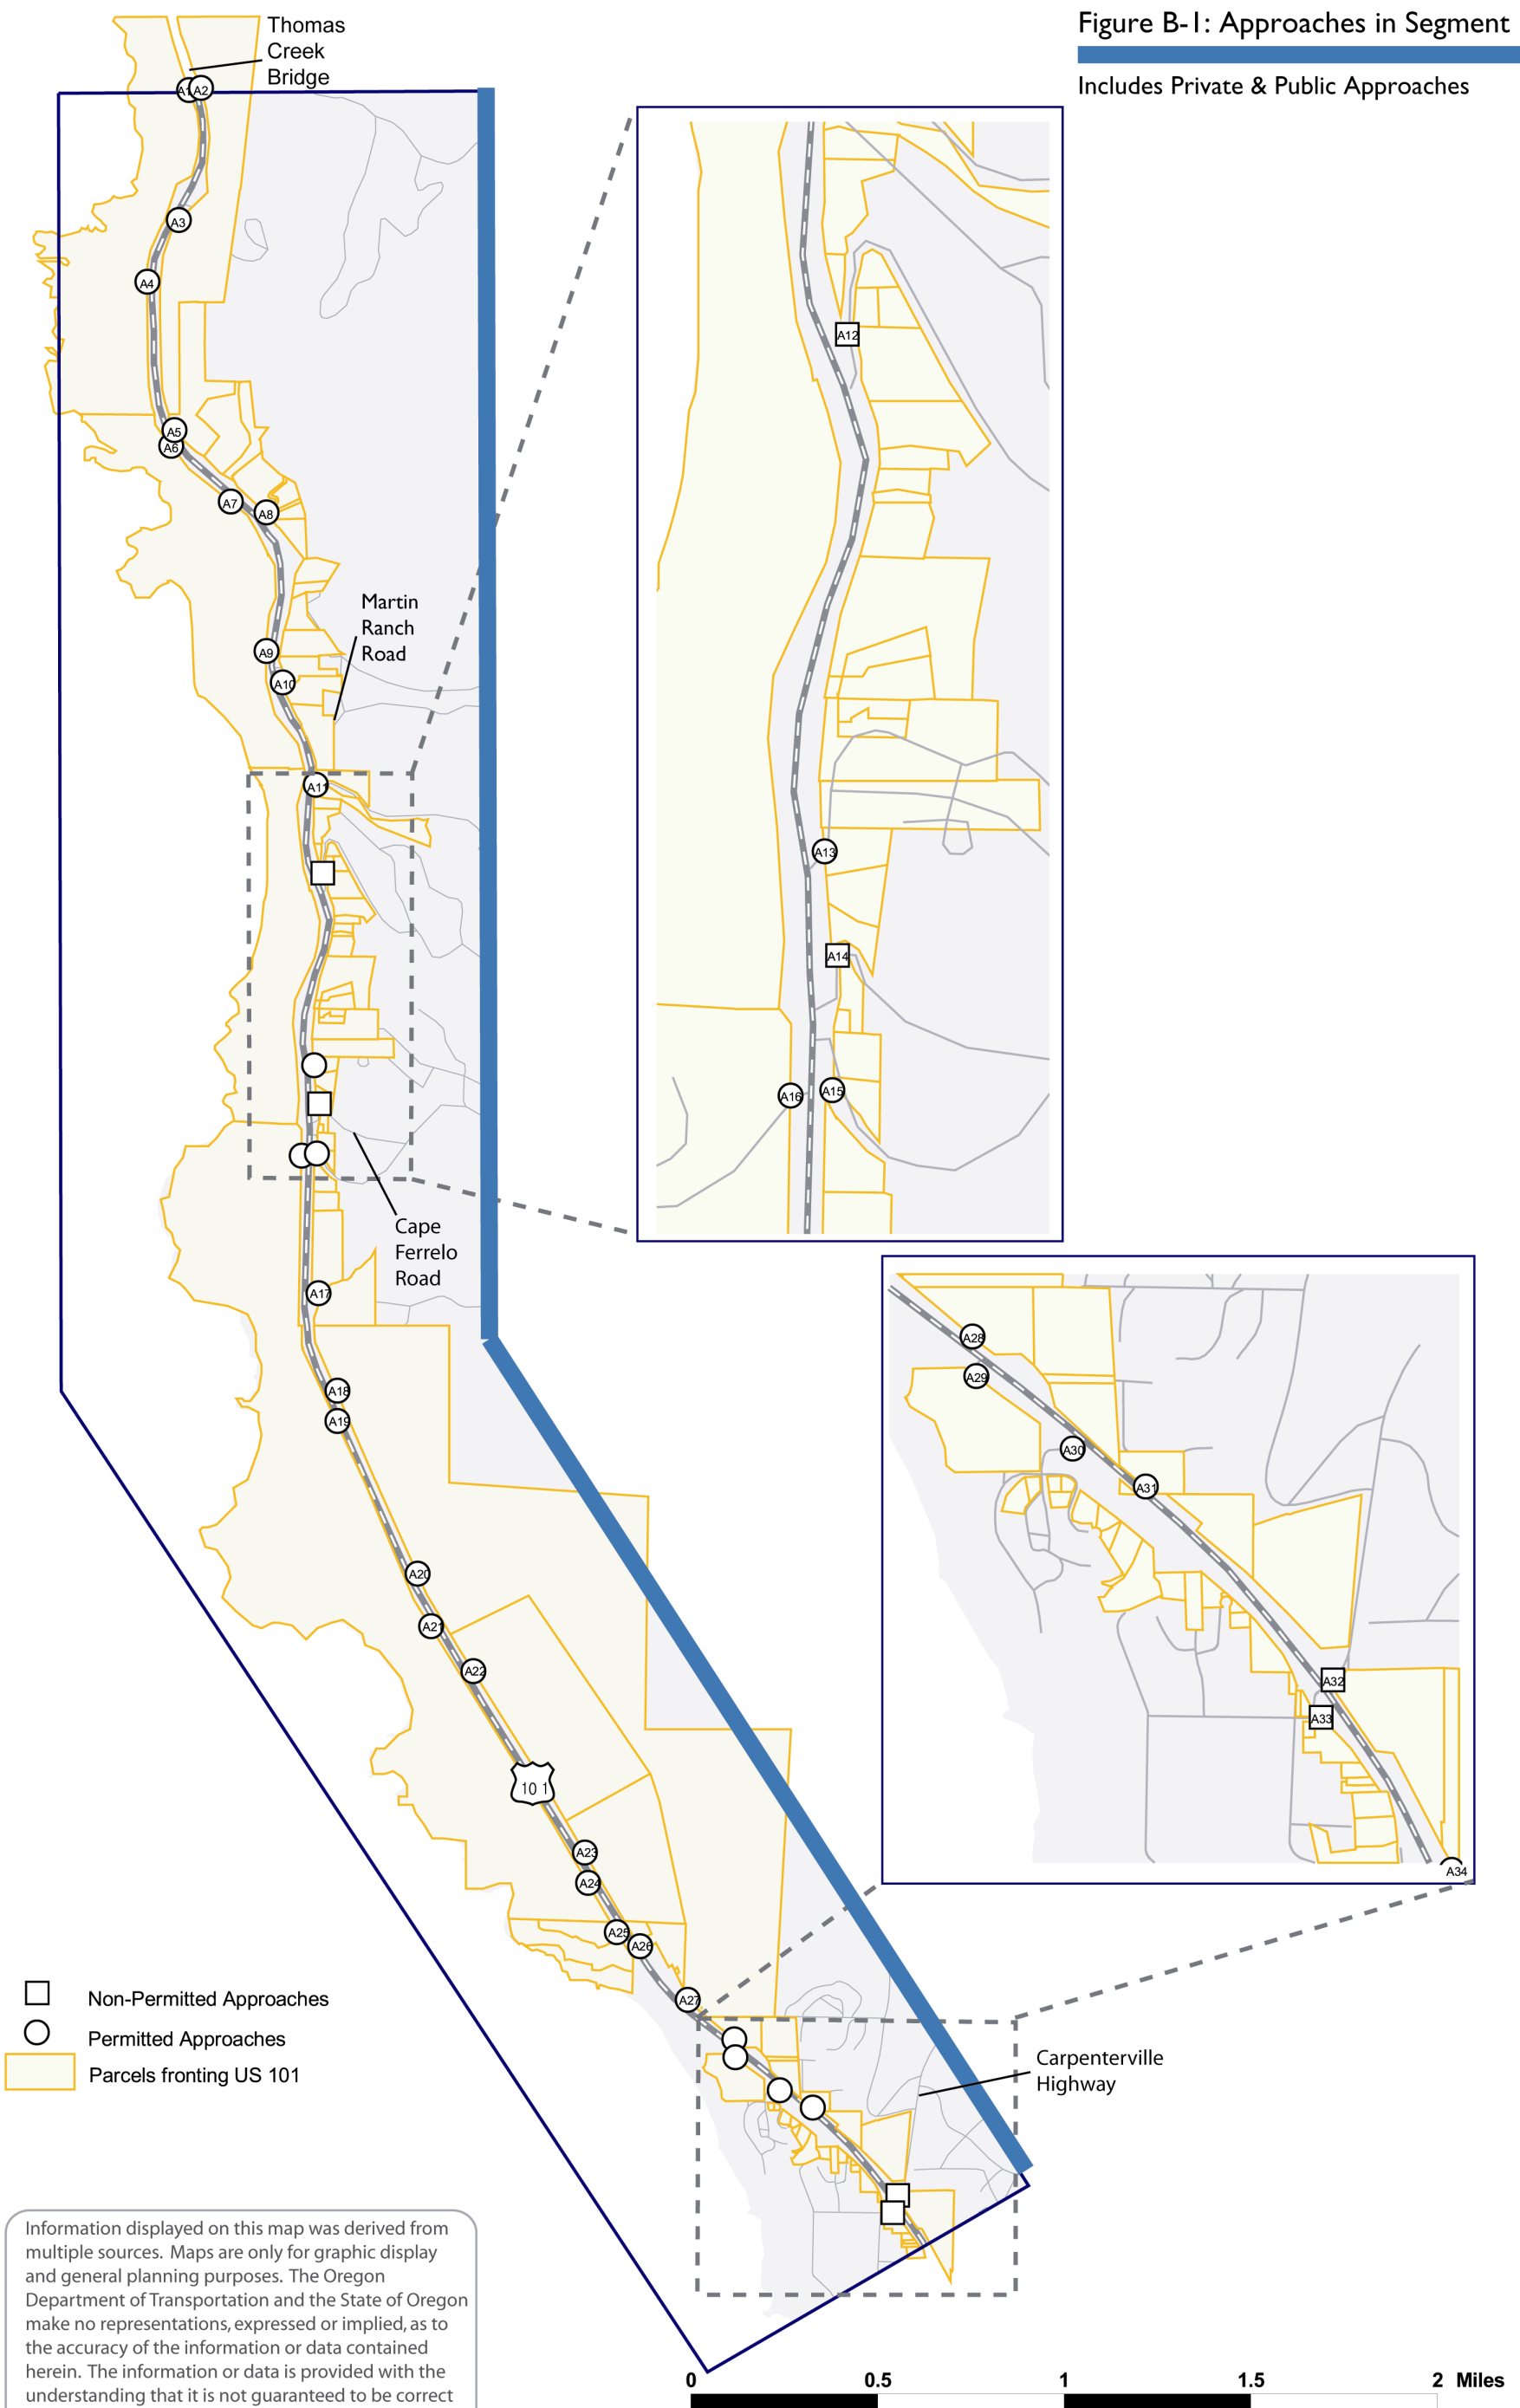 Figure B-1: Approaches in Segment
Includes Private & Public Approaches
Thomas
Creek
Bridge
A1
A2
A3
A4
A5
A6
A7
A8
Martin
Ranch
Road
A9
A10
A11
A12
A13
A14
A15
A16
Cape
Ferrelo
Road
A17
A18
A19
A20
A21
A22
101
A23
A24
A25
A26
A27
A28
A29
A30
A31
A32
A33
A34
Carpenterville
Highway
Non-Permitted Approaches
Permitted Approaches
Parcels fronting US 101
Information displayed on this map was derived from
multiple sources. Maps are only for graphic display
and general planning purposes. The Oregon
Department of Transportation and the State of Oregon
make no representations, expressed or implied, as to
the accuracy of the information or data contained
herein. The information or data is provided with the
understanding that it is not guaranteed to be correct
0 0.5 1 1.5 2 Miles